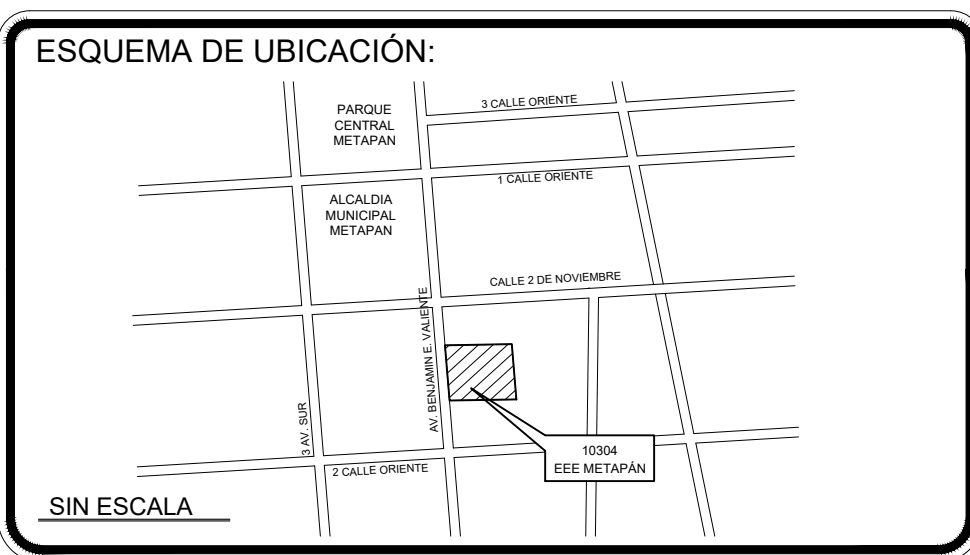 ESQUEMA DE UBICACIÓN:
PARQUE
CENTRAL
METAPAN
3 CALLE ORIENTE
1 CALLE ORIENTE
ALCALDIA
MUNICIPAL
METAPAN
CALLE 2 DE NOVIEMBRE
AV. BENJAMIN E. VALIENTE
3 AV. SUR
10304
EEE METAPÁN
2 CALLE ORIENTE
SIN ESCALA